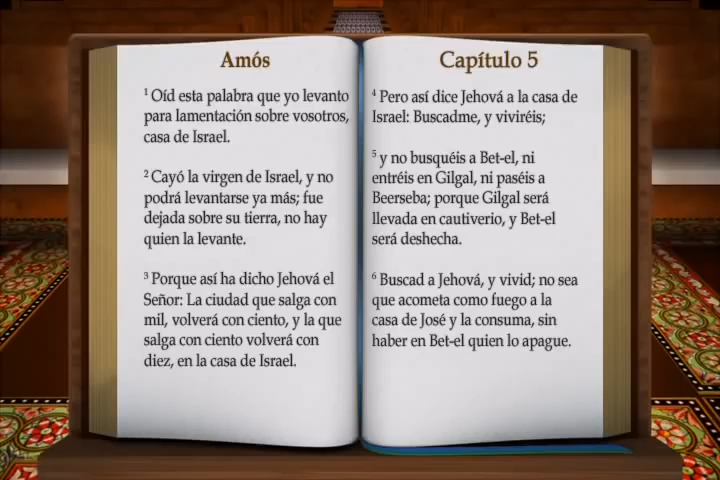 Amós
¹ Oíd esta palabra que yo levanto
para lamentación sobre vosotros,
casa de Israel.
² Cayó la virgen de Israel, y no
podrá levantarse ya más; fue
dejada sobre su tierra, no hay
quien la levante.
³ Porque así ha dicho Jehová el
Señor: La ciudad que salga con
mil, volverá con ciento, y la que
salga con ciento volverá con
diez, en la casa de Israel.
Capítulo 5
⁴ Pero así dice Jehová a la casa de
Israel: Buscadme, y viviréis;
⁵ y no busquéis a Bet-el, ni
entréis en Gilgal, ni paséis a
Beerseba; porque Gilgal será
llevada en cautiverio, y Bet-el
será deshecha.
⁶ Buscad a Jehová, y vivid; no sea
que acometa como fuego a la
casa de José y la consuma, sin
haber en Bet-el quien lo apague.